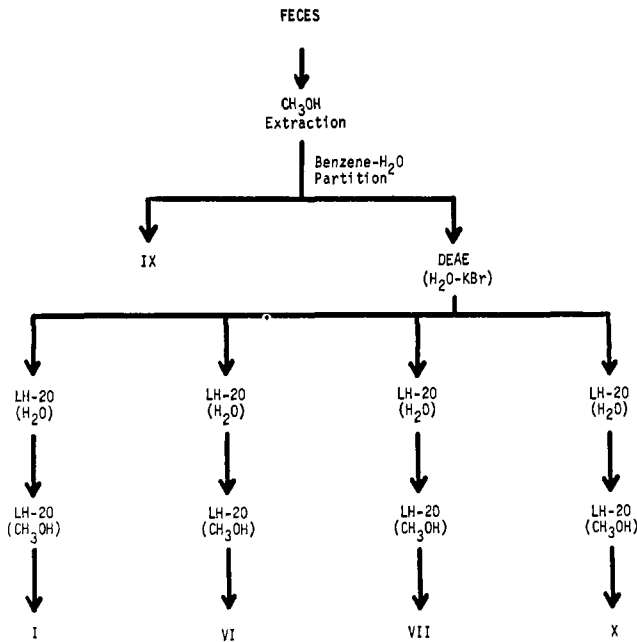 FECES
CH3OH
Extraction
Benzene-H2O
Partition
IX
DEAE
(H2O-KBr)
LH-20 LH-20 LH-20 LH-20
(H2O) (H2O) (H2O) (H2O)
LH-20 LH-20 LH-20 LH-20
(CH3OH) (CH3OH) (CH3OH) (CH3OH)
I VI VII X